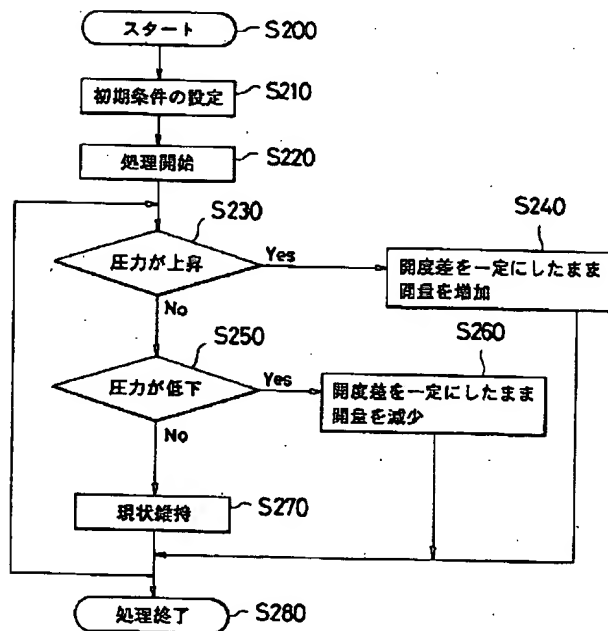 スタート
S200
初期条件の設定
S210
処理開始
S220
S230
圧力が上昇
Yes
No
S240
開度差を一定にしたまま
開量を増加
S250
圧力が低下
Yes
No
S260
開度差を一定にしたまま
開量を減少
現状維持
S270
処理終了
S280